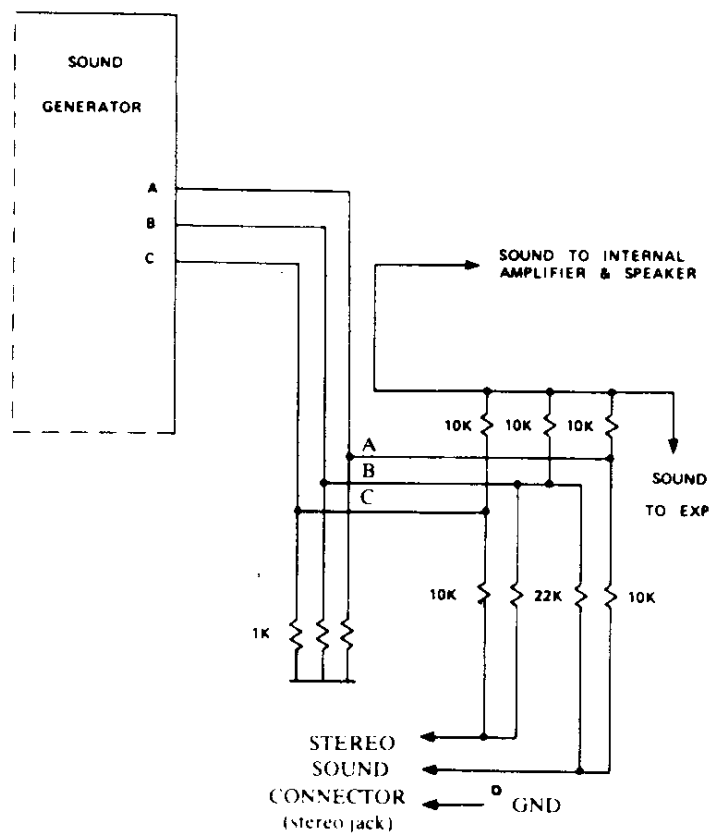 SOUND
GENERATOR
A
B
C
SOUND TO INTERNAL
AMPLIFIER & SPEAKER
10K
10K
10K
A
B
C
SOUND
TO EXP
10K
22K
10K
1K
STEREO
SOUND
CONNECTOR
(stereo jack)
GND